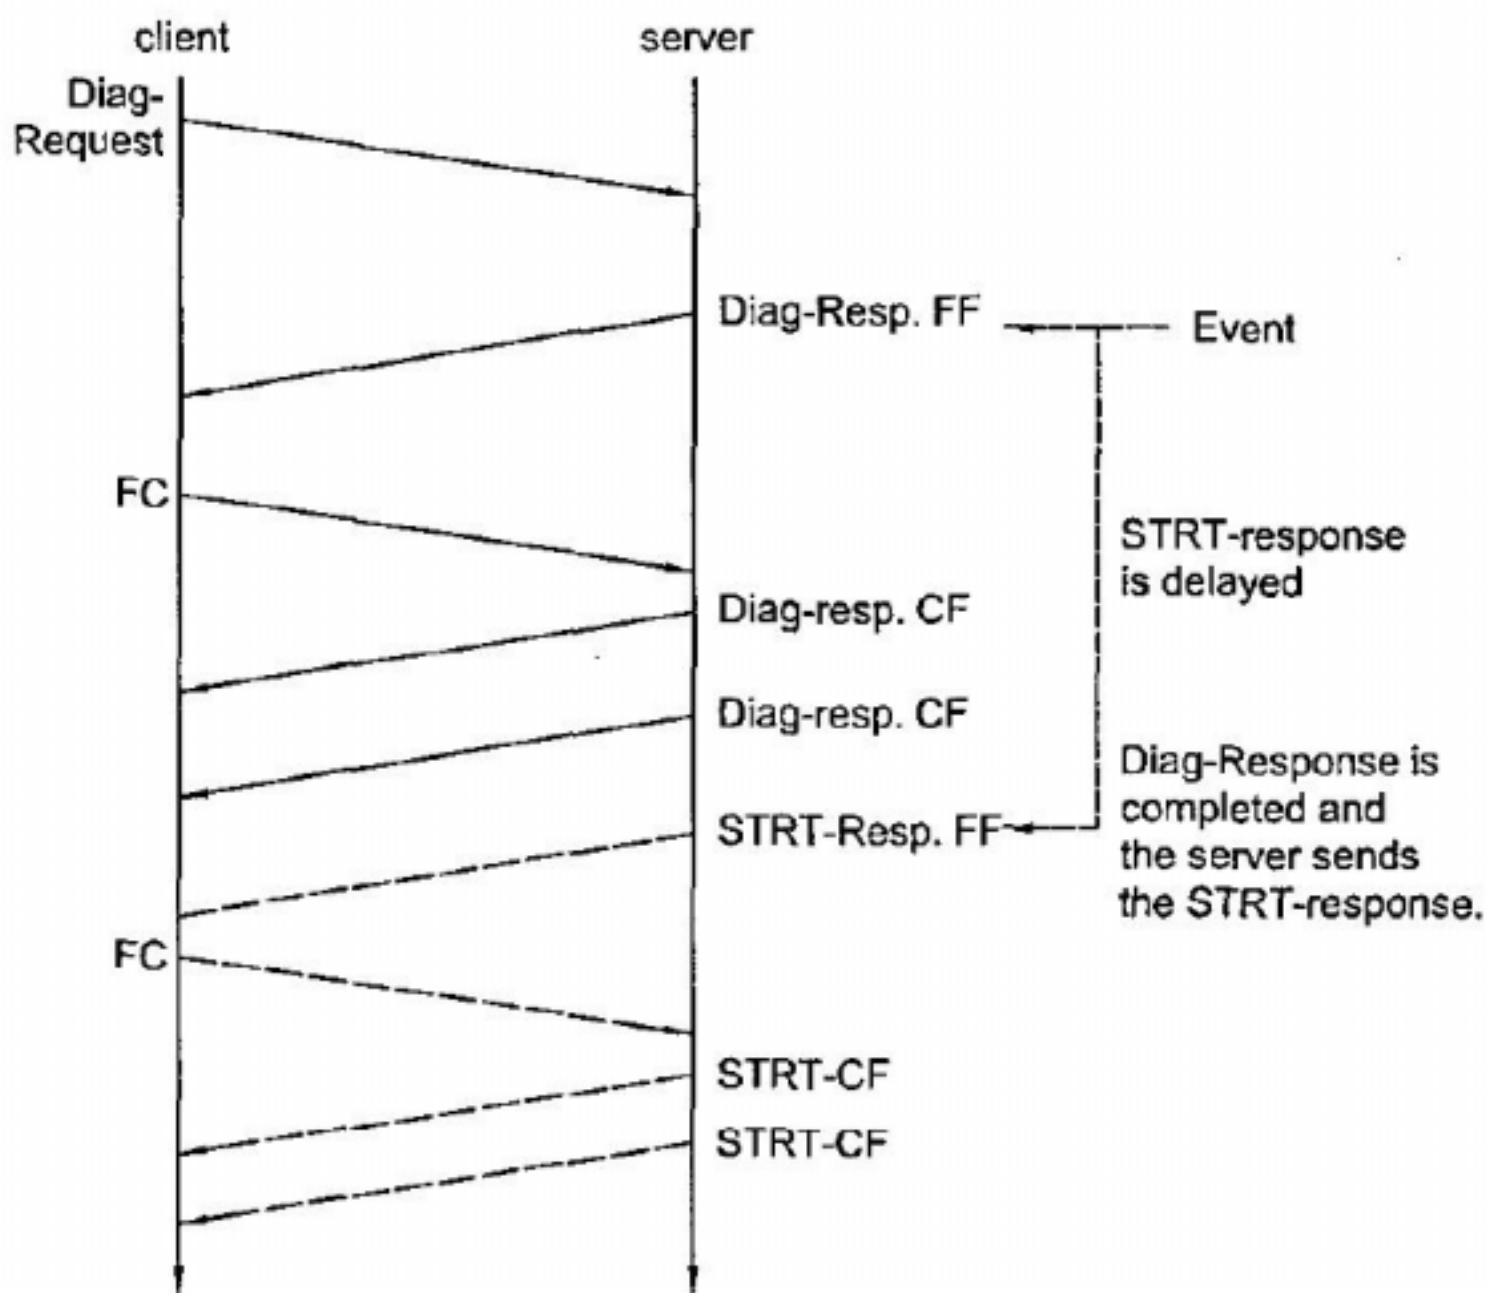 client
server
Diag-
Request
Diag-Resp. FF
Event
FC
STRT-response
is delayed
Diag-resp. CF
Diag-resp. CF
Diag-Response is
completed and
the server sends
the STRT-response.
STRT-Resp. FF
FC
STRT-CF
STRT-CF